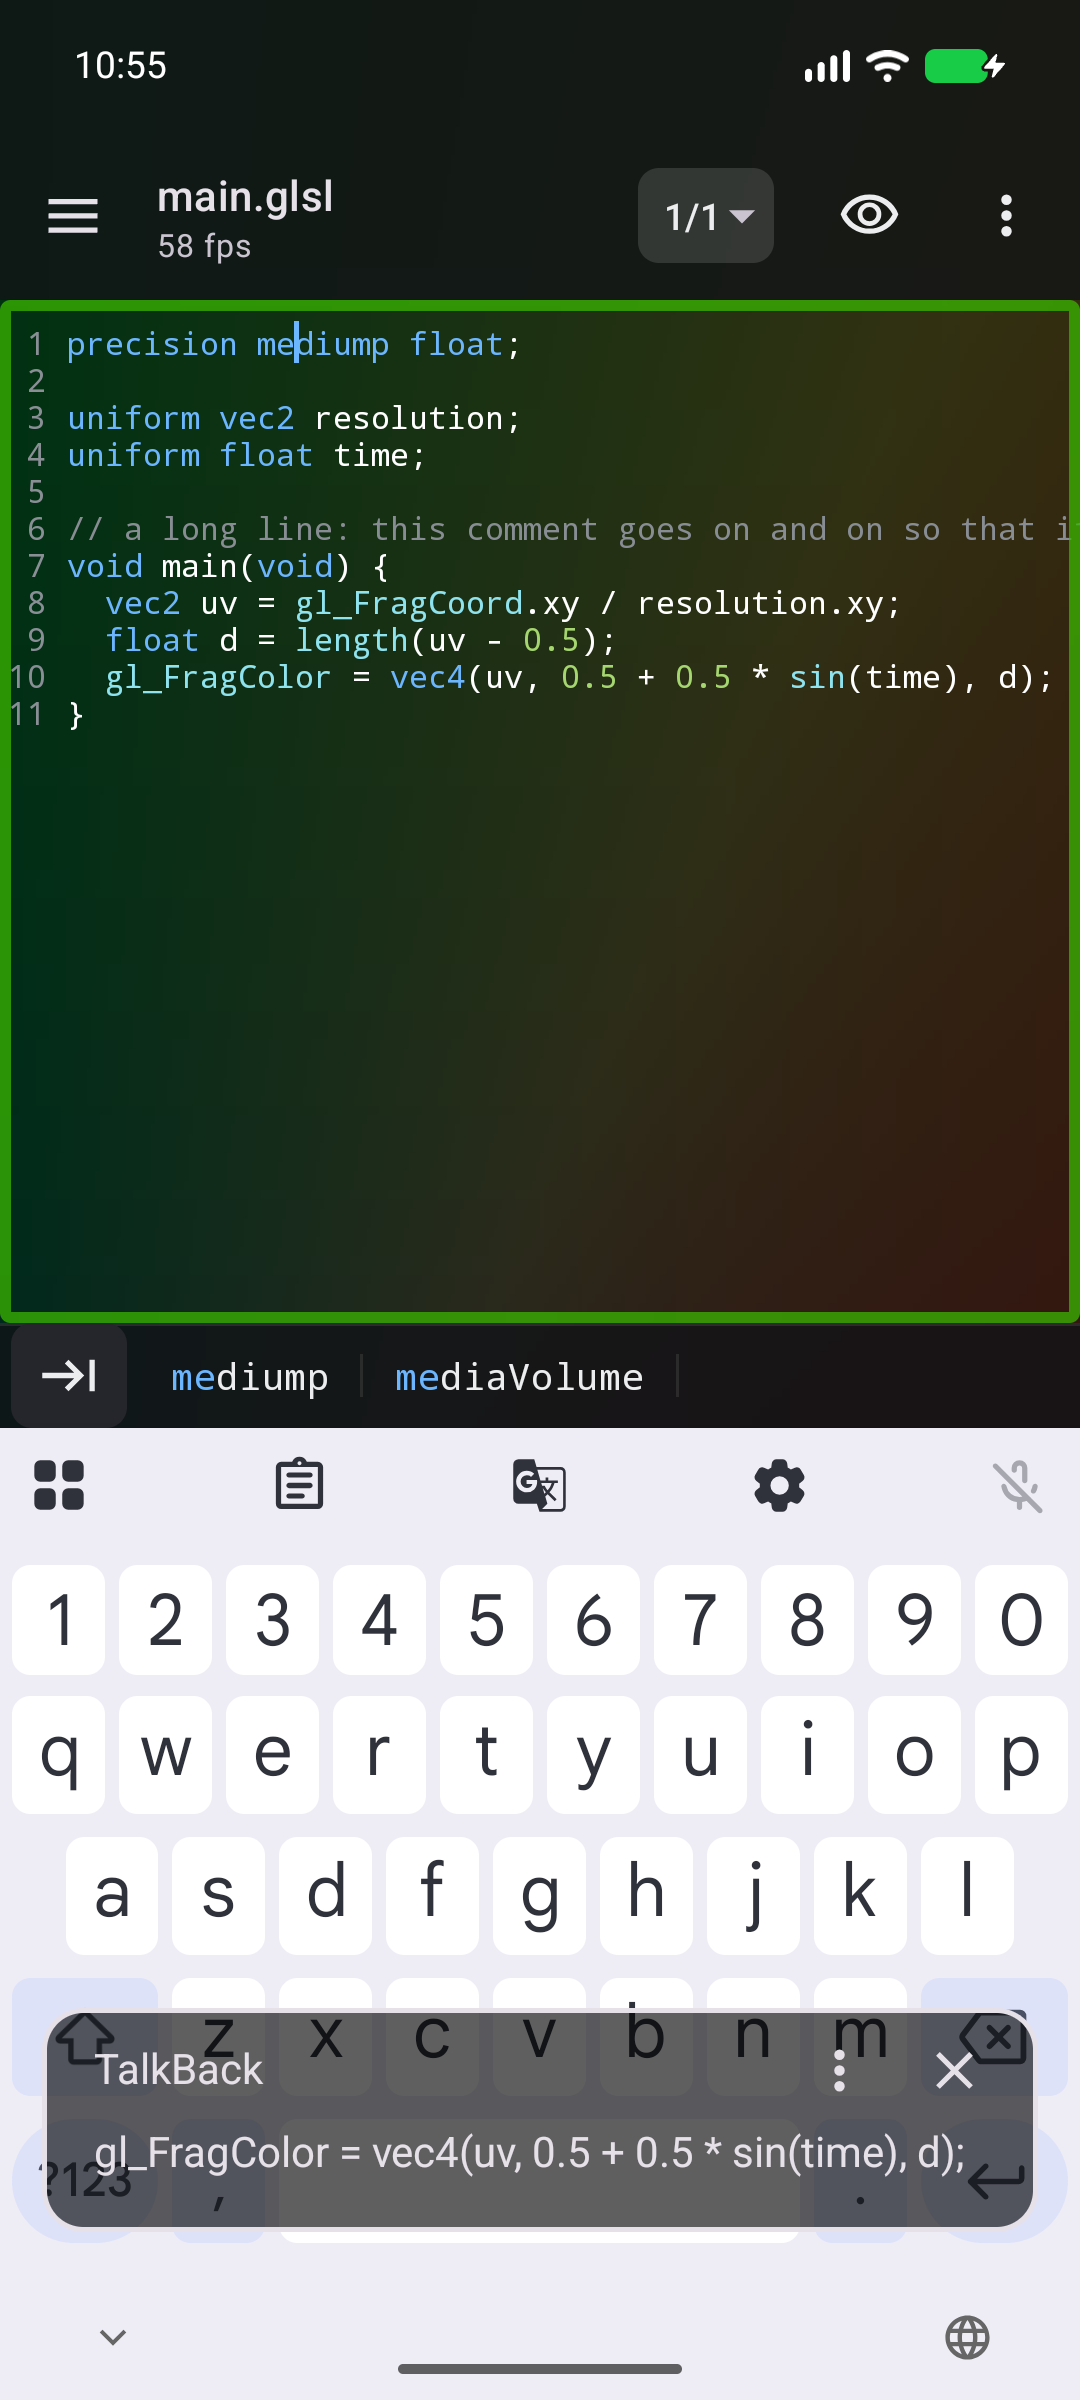 10:55
main.glsl
58 fps
1/1
1 precision mediump float;
2
3 uniform vec2 resolution;
4 uniform float time;
5
6 // a long line: this comment goes on and on so that i
7 void main(void) {
8   vec2 uv = gl_FragCoord.xy / resolution.xy;
9   float d = length(uv - 0.5);
10   gl_FragColor = vec4(uv, 0.5 + 0.5 * sin(time), d);
11 }
mediump mediaVolume
1 2 3 4 5 6 7 8 9 0
q w e r t y u i o p
a s d f g h j k l
z x c v b n m
TalkBack
gl_FragColor = vec4(uv, 0.5 + 0.5 * sin(time), d);
?123 , .